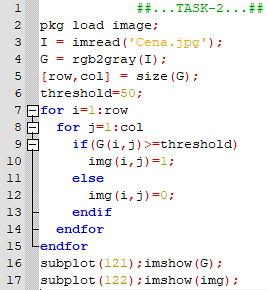 1 ##...TASK-2...##
2 pkg load image;
3 I = imread('Cena.jpg');
4 G = rgb2gray(I);
5 [row,col] = size(G);
6 threshold=50;
7 for i=1:row
8 for j=1:col
9 if(G(i,j)>=threshold)
10 img(i,j)=1;
11 else
12 img(i,j)=0;
13 endif
14 endfor
15 endfor
16 subplot(121);imshow(G);
17 subplot(122);imshow(img);